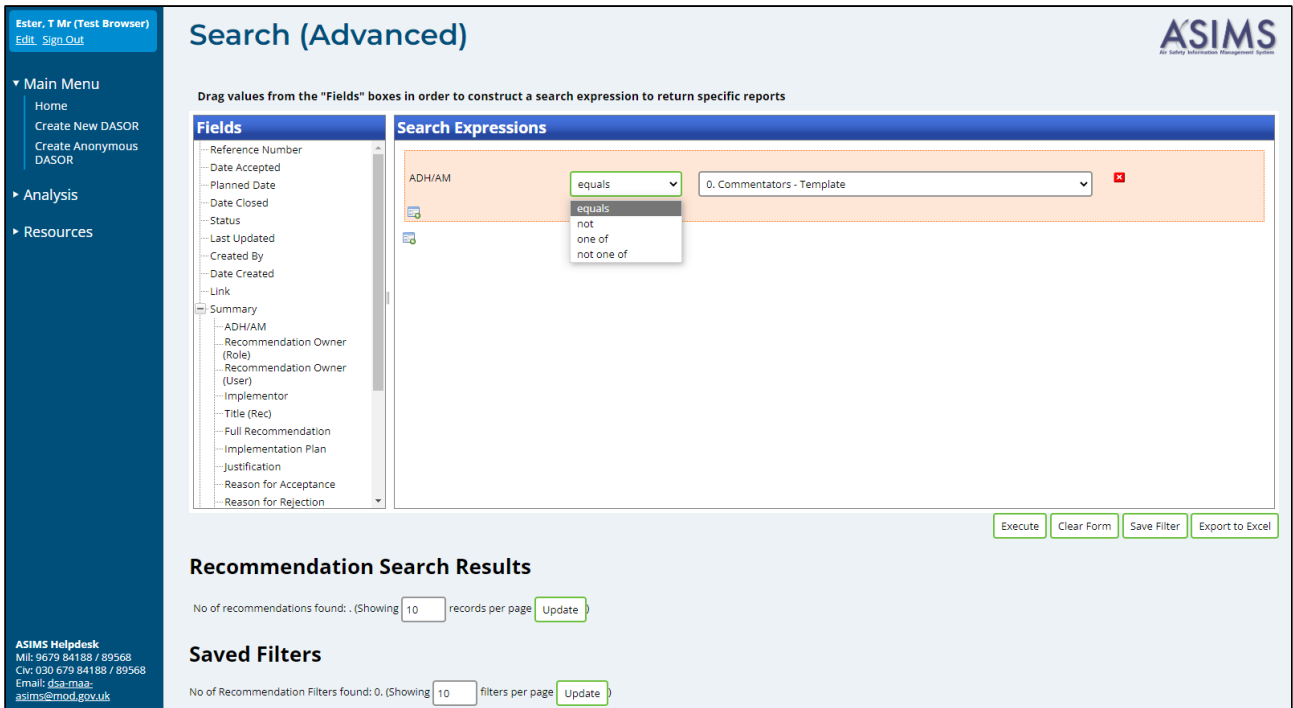 Ester, T Mr (Test Browser)
Edit Sign Out
Main Menu
Home
Create New DASOR
Create Anonymous
DASOR
Analysis
Resources
ASIMS Helpdesk
Mil: 9679 84188 / 89568
Civ: 030 679 84188 / 89568
Email: dsa-maa-
asims@mod.gov.uk
Search (Advanced)
ASIMS
Air Safety Information Management System
Drag values from the "Fields" boxes in order to construct a search expression to return specific reports
Fields
Reference Number
Date Accepted
Planned Date
Date Closed
Status
Last Updated
Created By
Date Created
Link
Summary
ADH/AM
Recommendation Owner
(Role)
Recommendation Owner
(User)
Implementor
Title (Rec)
Full Recommendation
Implementation Plan
Justification
Reason for Acceptance
Reason for Rejection
Search Expressions
ADH/AM
equals
0. Commentators - Template
equals
not
one of
not one of
Execute
Clear Form
Save Filter
Export to Excel
Recommendation Search Results
No of recommendations found: . (Showing 10 records per page Update )
Saved Filters
No of Recommendation Filters found: 0. (Showing 10 filters per page Update )